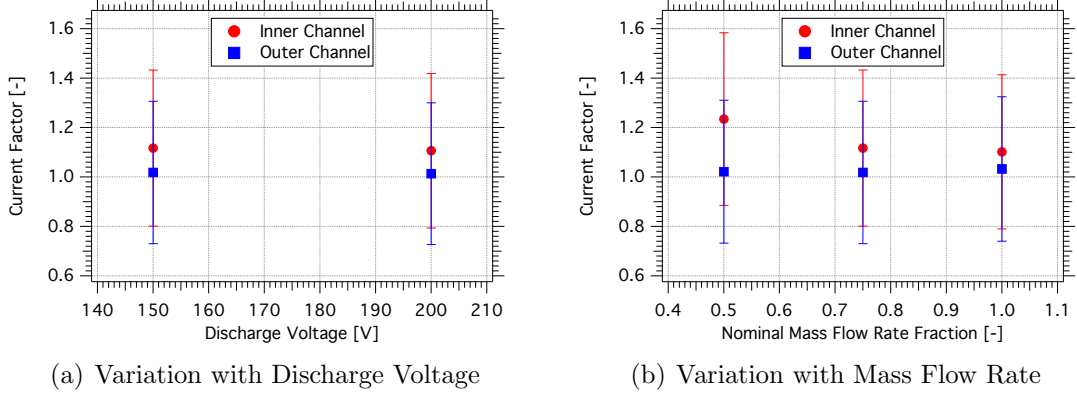 1.6
1.4
1.2
1.0
0.8
0.6
Current Factor [-]
Inner Channel
Outer Channel
140 150 160 170 180 190 200 210
Discharge Voltage [V]
(a) Variation with Discharge Voltage
1.6
1.4
1.2
1.0
0.8
0.6
Current Factor [-]
Inner Channel
Outer Channel
0.4 0.5 0.6 0.7 0.8 0.9 1.0 1.1
Nominal Mass Flow Rate Fraction [-]
(b) Variation with Mass Flow Rate